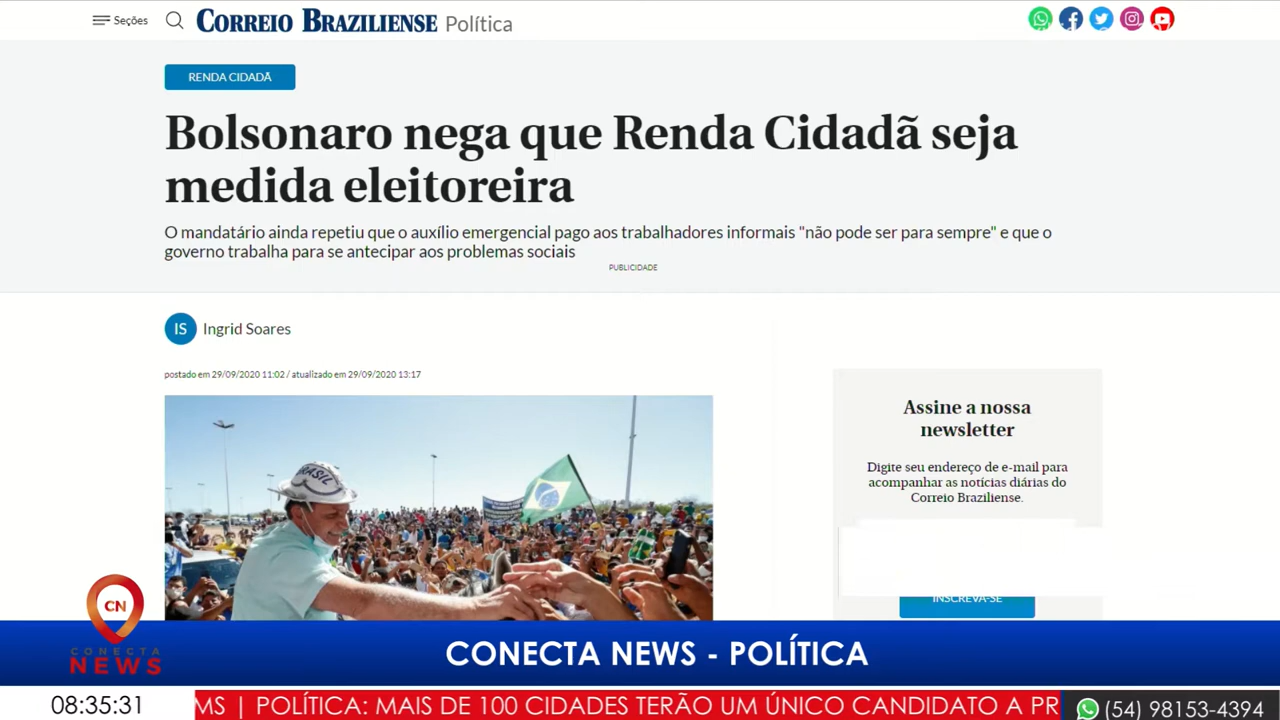 Seções
CORREIO BRAZILIENSE Política
RENDA CIDADÃ
Bolsonaro nega que Renda Cidadã seja
medida eleitoreira
O mandatário ainda repetiu que o auxílio emergencial pago aos trabalhadores informais "não pode ser para sempre" e que o
governo trabalha para se antecipar aos problemas sociais
PUBLICIDADE
IS Ingrid Soares
postado em 29/09/2020 11:02 / atualizado em 29/09/2020 13:17
BRASIL
Assine a nossa
newsletter
Digite seu endereço de e-mail para
acompanhar as notícias diárias do
Correio Braziliense.
INSCREVA-SE
CN
CONECTA
NEWS
CONECTA NEWS - POLÍTICA
08:35:31
MS | POLÍTICA: MAIS DE 100 CIDADES TERÃO UM ÚNICO CANDIDATO A PR
(54) 98153-4394